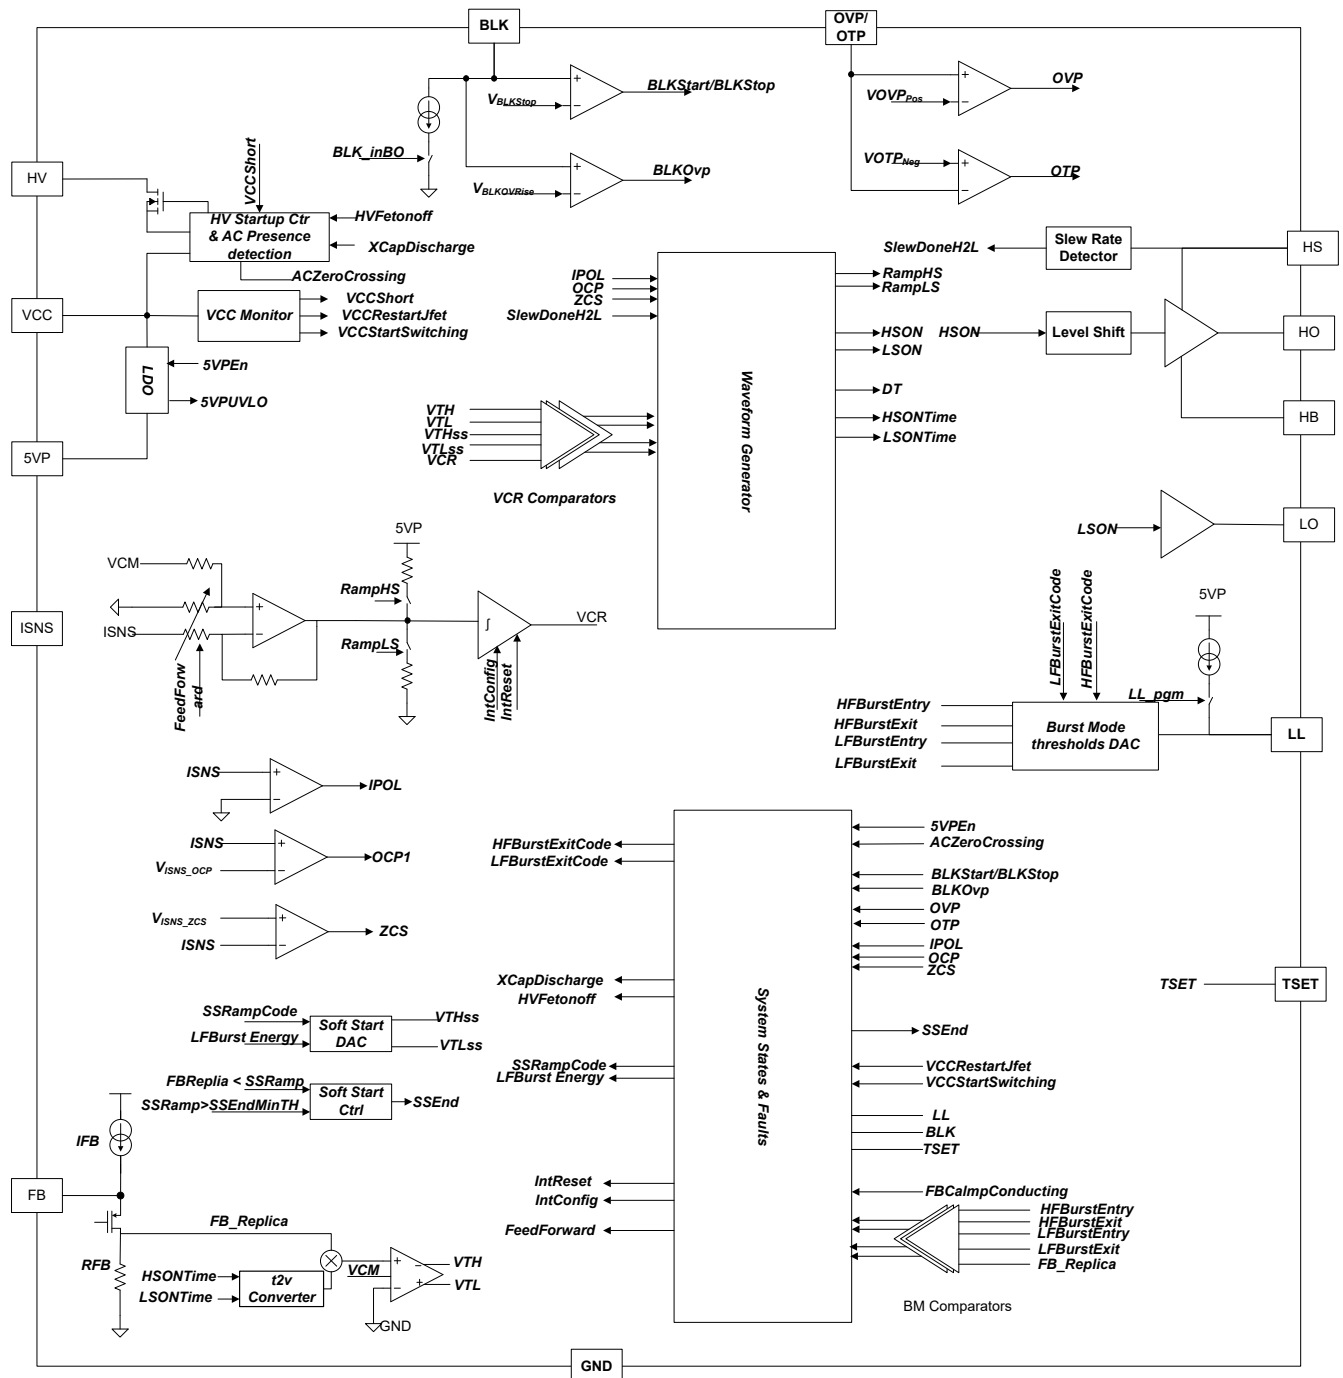 BLK
OVP/
OTP
VBLKStop
BLKStart/BLKStop
VOVPPos
OVP
BLK_inBO
VBLKOVRise
BLKOvp
VOTPNeg
OTP
HV
VCCShort
HV Startup Ctr
& AC Presence
detection
HVFetonoff
XCapDischarge
ACZeroCrossing
VCC
VCC Monitor
VCCShort
VCCRestartJfet
VCCStartSwitching
LDO
5VPEn
5VPUVLO
5VP
IPOL
OCP
ZCS
SlewDoneH2L
VTH
VTL
VTHss
VTLss
VCR
VCR Comparators
Waveform Generator
RampHS
RampLS
HSON
LSON
DT
HSONTime
LSONTime
SlewDoneH2L
Slew Rate
Detector
HS
HSON
Level Shift
HO
HB
LSON
LO
VCM
ISNS
ISNS
FeedForw
ard
5VP
RampHS
RampLS
∫
IntConfig
IntReset
VCR
LFBurstExitCode
HFBurstExitCode
5VP
LL_pgm
HFBurstEntry
HFBurstExit
LFBurstEntry
LFBurstExit
Burst Mode
thresholds DAC
LL
ISNS
IPOL
ISNS
VISNS_OCP
OCP1
VISNS_ZCS
ISNS
ZCS
SSRampCode
LFBurst Energy
Soft Start
DAC
VTHss
VTLss
FBReplia < SSRamp
SSRamp>SSEndMinTH
Soft Start
Ctrl
SSEnd
IFB
FB
FB_Replica
RFB
HSONTime
LSONTime
t2v
Converter
VCM
GND
VTH
VTL
HFBurstExitCode
LFBurstExitCode
XCapDischarge
HVFetonoff
SSRampCode
LFBurst Energy
IntReset
IntConfig
FeedForward
System States & Faults
5VPEn
ACZeroCrossing
BLKStart/BLKStop
BLKOvp
OVP
OTP
IPOL
OCP
ZCS
SSEnd
VCCRestartJfet
VCCStartSwitching
LL
BLK
TSET
FBCalmpConducting
HFBurstEntry
HFBurstExit
LFBurstEntry
LFBurstExit
FB_Replica
BM Comparators
TSET
TSET
GND